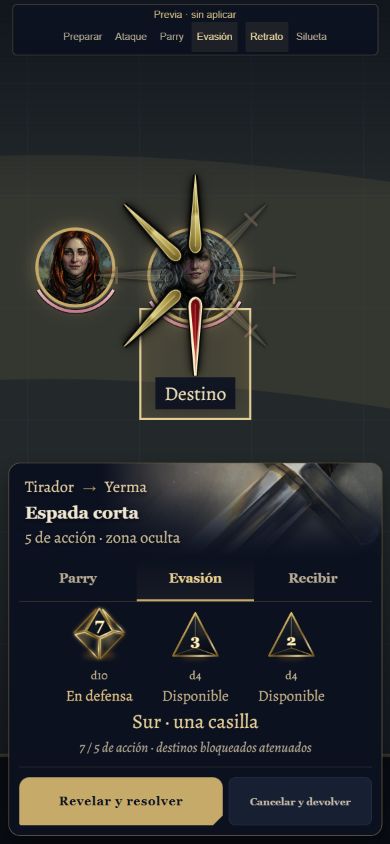 Previa · sin aplicar
Preparar Ataque Parry Evasión Retrato Silueta
Destino
Tirador → Yerma
Espada corta
5 de acción · zona oculta
Parry Evasión Recibir
7 3 2
d10 d4 d4
En defensa Disponible Disponible
Sur · una casilla
7 / 5 de acción · destinos bloqueados atenuados
Revelar y resolver Cancelar y devolver